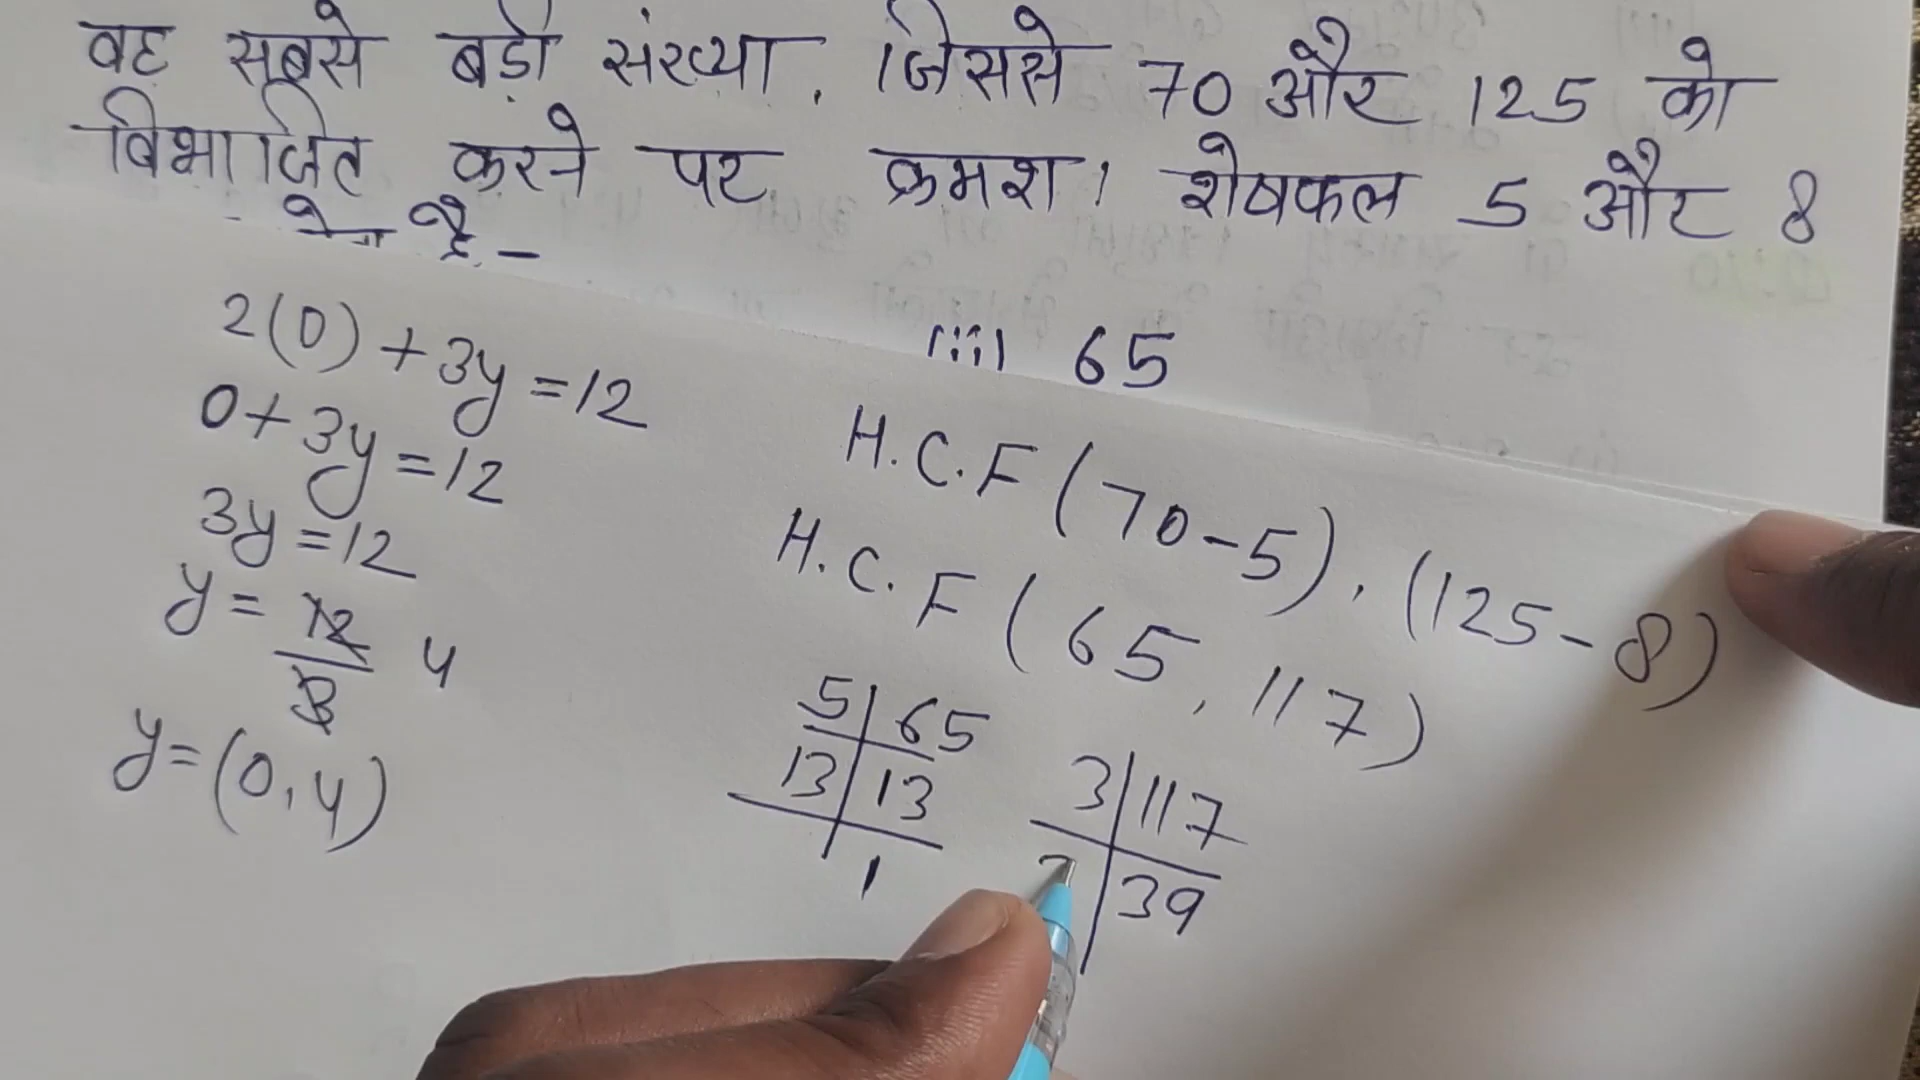 वह सबसे बड़ी संख्या, जिससे 70 और 125 को
विभाजित करने पर क्रमश। शेषफल 5 और 8
है -
(iii) 65
2(0) + 3y = 12
0 + 3y = 12
3y = 12
y = 12/3 4
y = (0, 4)
H.C.F (70 - 5), (125 - 8)
H.C.F (65, 117)
5 | 65
13 | 13
1
3 | 117
39